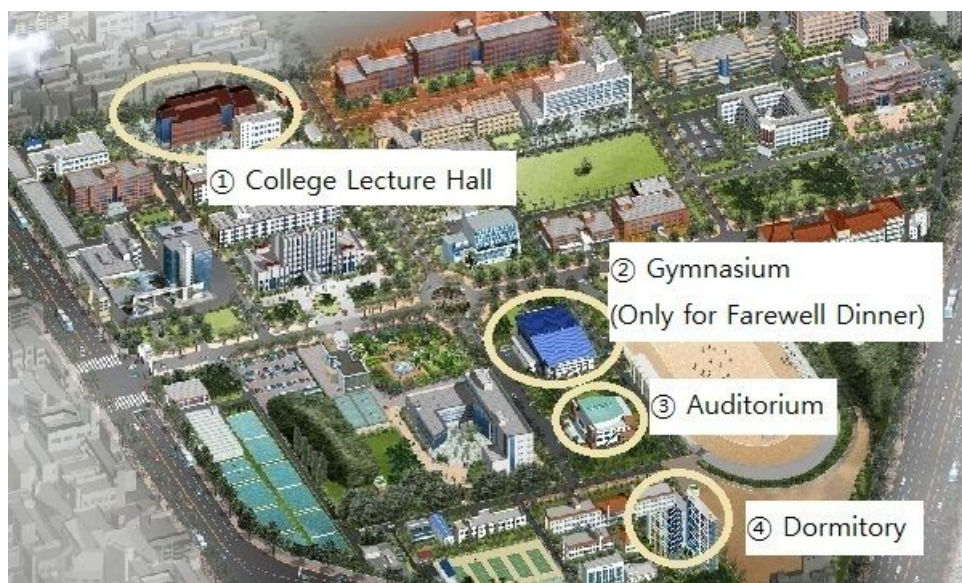 ① College Lecture Hall
② Gymnasium
(Only for Farewell Dinner)
③ Auditorium
④ Dormitory